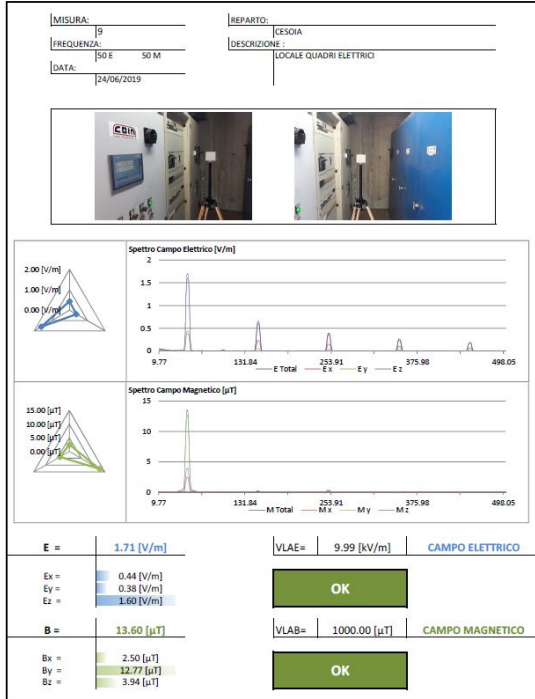 MISURA:
9
REPARTO:
CESOIA
FREQUENZA:
50 E 50 M
DESCRIZIONE :
LOCALE QUADRI ELETTRICI
DATA:
24/06/2019
Spettro Campo Elettrico [V/m]
2.00 [V/m]
1.00 [V/m]
0.00 [V/m]
2
1.5
1
0.5
0
9.77 131.84 253.91 375.98 498.05
E Total E x E y E z
Spettro Campo Magnetico [µT]
15.00 [µT]
10.00 [µT]
5.00 [µT]
0.00 [µT]
15
10
5
0
9.77 131.84 253.91 375.98 498.05
M Total M x M y M z
E = 1.71 [V/m] VLAE= 9.99 [kV/m] CAMPO ELETTRICO
Ex = 0.44 [V/m]
Ey = 0.38 [V/m]
Ez = 1.60 [V/m]
OK
B = 13.60 [µT] VLAB= 1000.00 [µT] CAMPO MAGNETICO
Bx = 2.50 [µT]
By = 12.77 [µT]
Bz = 3.94 [µT]
OK